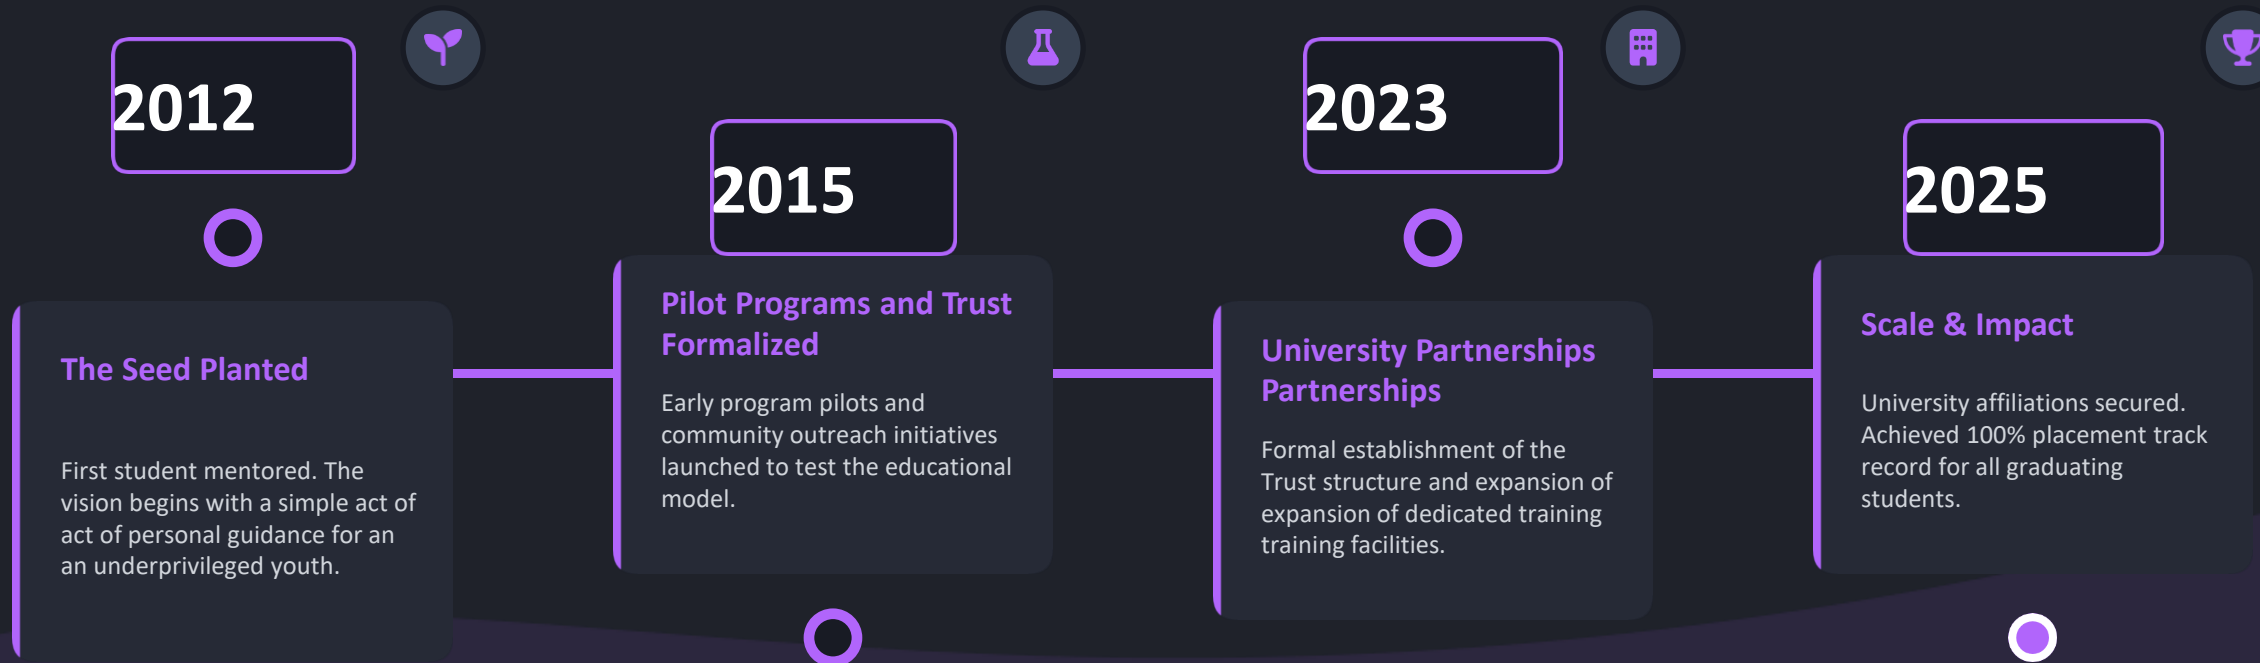 2012
The Seed Planted
First student mentored. The
vision begins with a simple act of
act of personal guidance for an
an underprivileged youth.
2015
Pilot Programs and Trust
Formalized
Early program pilots and
community outreach initiatives
launched to test the educational
model.
2023
University Partnerships
Partnerships
Formal establishment of the
Trust structure and expansion of
expansion of dedicated training
training facilities.
2025
Scale & Impact
University affiliations secured.
Achieved 100% placement track
record for all graduating
students.